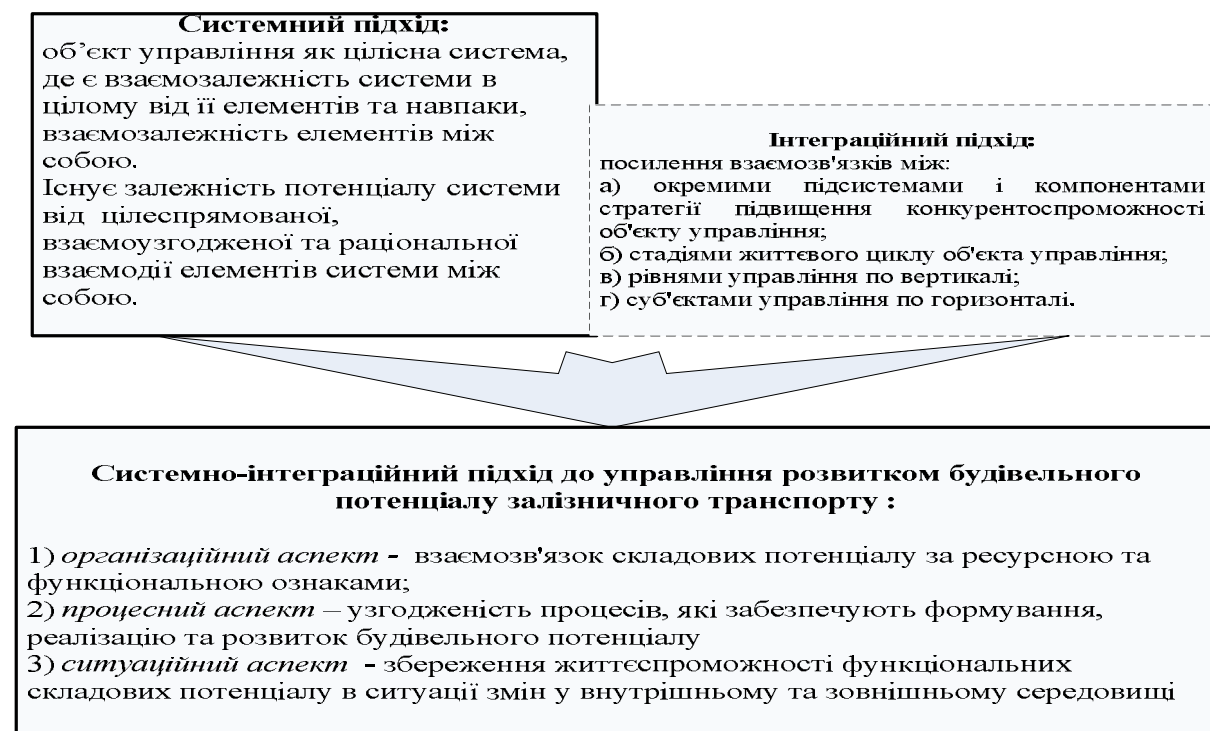 Системний підхід:
об’єкт управління як цілісна система,
де є взаємозалежність системи в
цілому від її елементів та навпаки,
взаємозалежність елементів між
собою.
Існує залежність потенціалу системи
від цілеспрямованої,
взаємоузгодженої та раціональної
взаємодії елементів системи між
собою.
Інтеграційний підхід:
посилення взаємозв'язків між:
а) окремими підсистемами і компонентами
стратегії підвищення конкурентоспроможності
об'єкту управління;
б) стадіями життєвого циклу об'єкта управління;
в) рівнями управління по вертикалі;
г) суб'єктами управління по горизонталі.
Системно-інтеграційний підхід до управління розвитком будівельного
потенціалу залізничного транспорту :
1) організаційний аспект - взаємозв'язок складових потенціалу за ресурсною та
функціональною ознаками;
2) процесний аспект – узгодженість процесів, які забезпечують формування,
реалізацію та розвиток будівельного потенціалу
3) ситуаційний аспект - збереження життєспроможності функціональних
складових потенціалу в ситуації змін у внутрішньому та зовнішньому середовищі